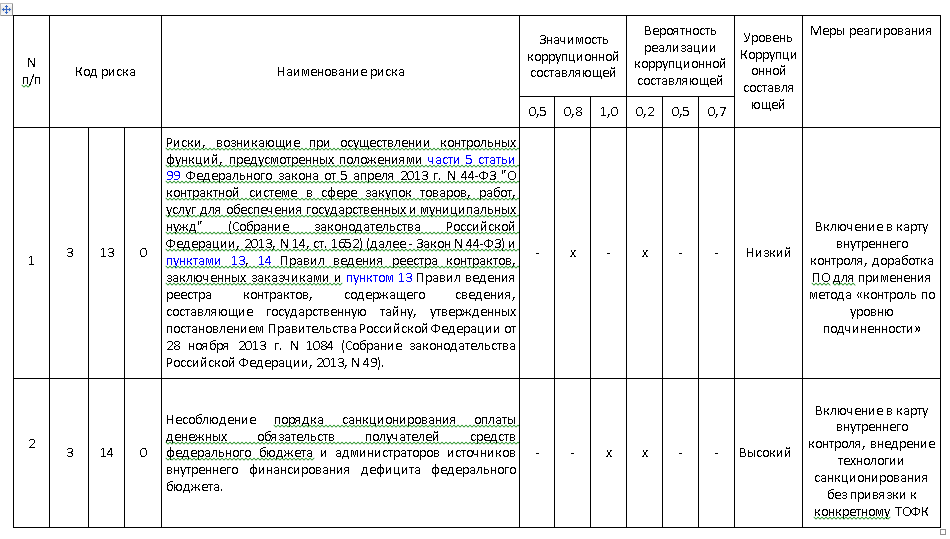 N
п/п
Код риска
Наименование риска
Значимость
коррупционной
составляющей
Вероятность
реализации
коррупционной
составляющей
Уровень
Коррупци
онной
составля
ющей
Меры реагирования
0,5 0,8 1,0 0,2 0,5 0,7
1
3 13 0
Риски, возникающие при осуществлении контрольных
функций, предусмотренных положениями части 5 статьи
99 Федерального закона от 5 апреля 2013 г. N 44-ФЗ "О
контрактной системе в сфере закупок товаров, работ,
услуг для обеспечения государственных и муниципальных
нужд" (Собрание законодательства Российской
Федерации, 2013, N 14, ст. 1652) (далее - Закон N 44-ФЗ) и
пунктами 13, 14 Правил ведения реестра контрактов,
заключенных заказчиками и пунктом 13 Правил ведения
реестра контрактов, содержащего сведения,
составляющие государственную тайну, утвержденных
постановлением Правительства Российской Федерации от
28 ноября 2013 г. N 1084 (Собрание законодательства
Российской Федерации, 2013, N 49).
- х - х - -
Низкий
Включение в карту
внутреннего
контроля, доработка
ПО для применения
метода «контроль по
уровню
подчиненности»
2
3 14 0
Несоблюдение порядка санкционирования оплаты
денежных обязательств получателей средств
федерального бюджета и администраторов источников
внутреннего финансирования дефицита федерального
бюджета.
- - х х - -
Высокий
Включение в карту
внутреннего
контроля, внедрение
технологии
санкционирования
без привязки к
конкретному ТОФК